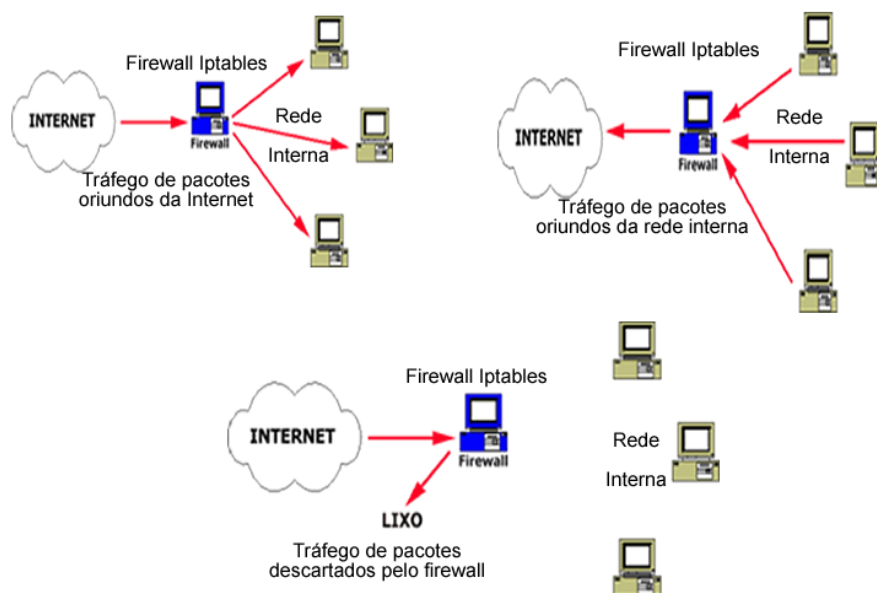 Firewall Iptables
INTERNET
Firewall
Rede
Interna
Tráfego de pacotes
oriundos da Internet
Firewall Iptables
INTERNET
Firewall
Rede
Interna
Tráfego de pacotes
oriundos da rede interna
Firewall Iptables
INTERNET
Firewall
Rede
Interna
LIXO
Tráfego de pacotes
descartados pelo firewall